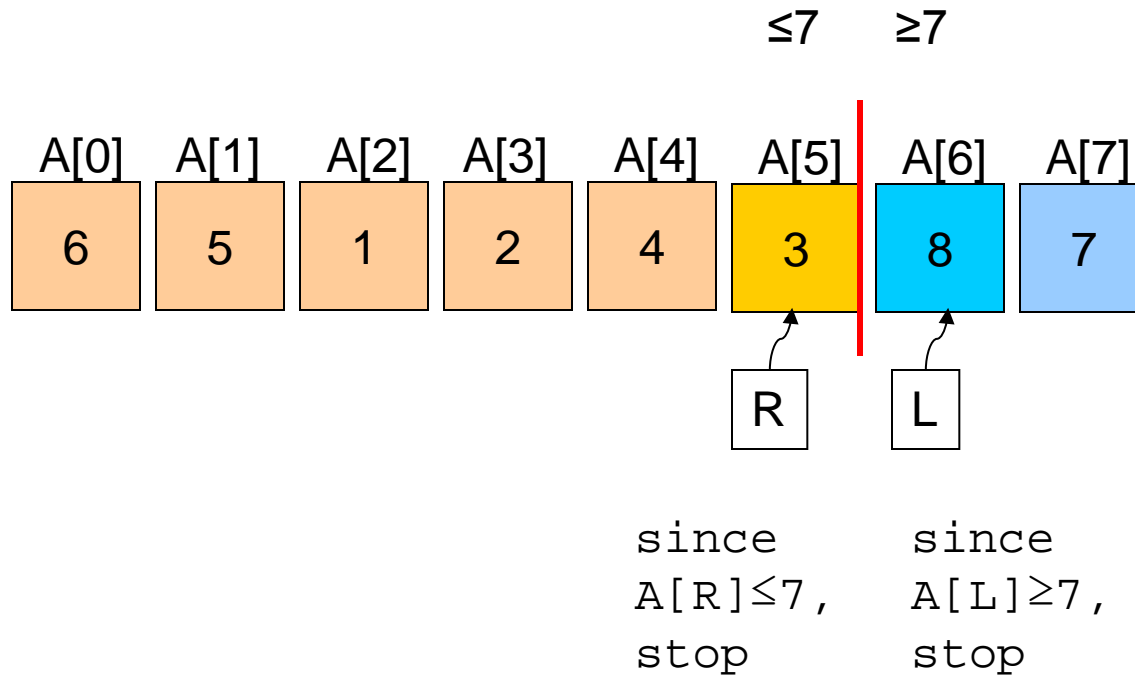 ≤7 ≥7
A[0] A[1] A[2] A[3] A[4] A[5] A[6] A[7]
6 5 1 2 4 3 8 7
R L
since since
A[R]≤7, A[L]≥7,
stop stop